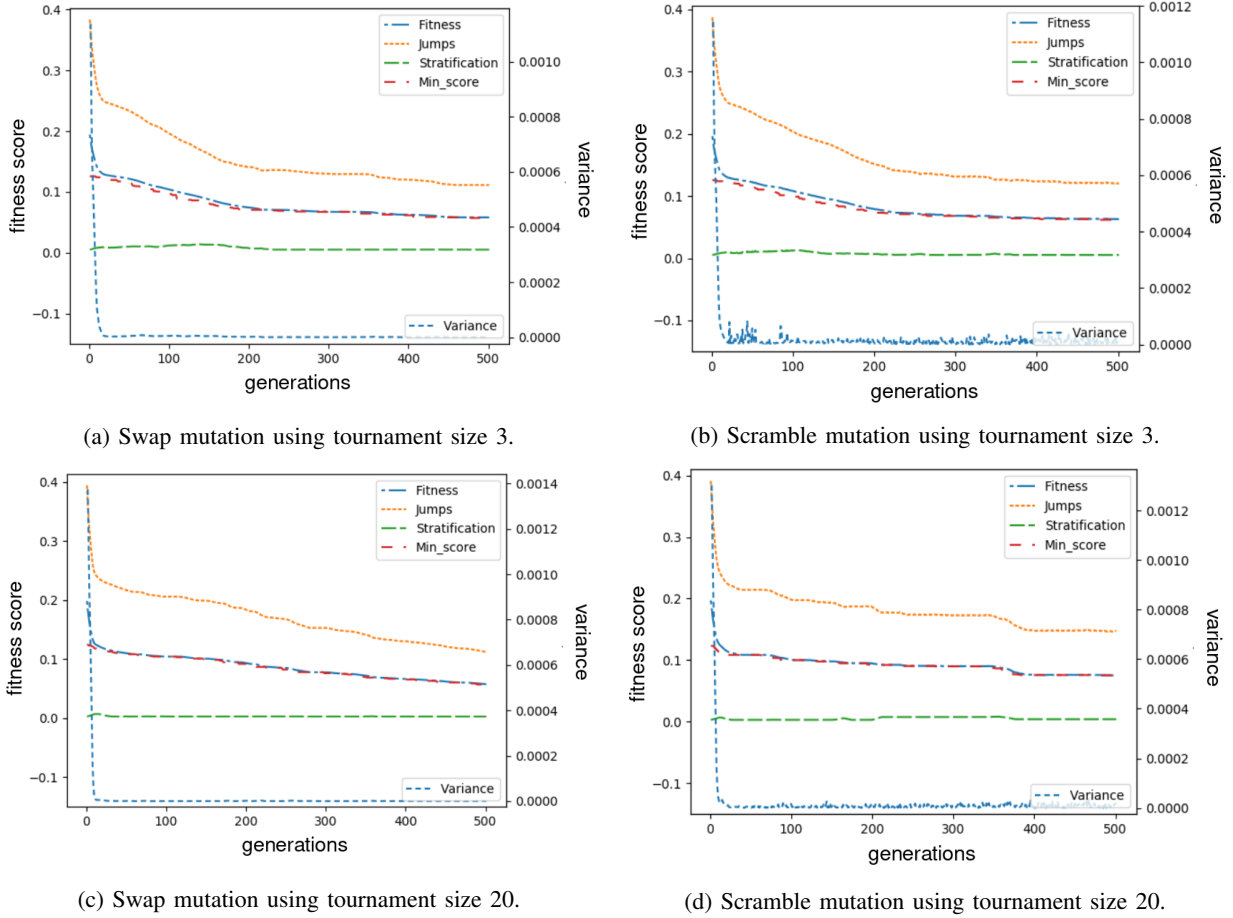 0.4
0.3
0.2
0.1
0.0
−0.1
fitness score
Fitness
Jumps
Stratification
Min_score
Variance
0.0010
0.0008
0.0006
0.0004
0.0002
0.0000
variance
0 100 200 300 400 500
generations
(a) Swap mutation using tournament size 3.
0.4
0.3
0.2
0.1
0.0
−0.1
fitness score
Fitness
Jumps
Stratification
Min_score
Variance
0.0012
0.0010
0.0008
0.0006
0.0004
0.0002
0.0000
variance
0 100 200 300 400 500
generations
(b) Scramble mutation using tournament size 3.
0.4
0.3
0.2
0.1
0.0
−0.1
fitness score
Fitness
Jumps
Stratification
Min_score
Variance
0.0014
0.0012
0.0010
0.0008
0.0006
0.0004
0.0002
0.0000
variance
0 100 200 300 400 500
generations
(c) Swap mutation using tournament size 20.
0.4
0.3
0.2
0.1
0.0
−0.1
fitness score
Fitness
Jumps
Stratification
Min_score
Variance
0.0012
0.0010
0.0008
0.0006
0.0004
0.0002
0.0000
variance
0 100 200 300 400 500
generations
(d) Scramble mutation using tournament size 20.